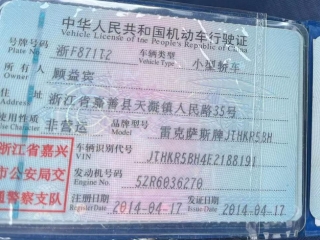 中华人民共和国机动车行驶证
Vehicle License of the People's Republic of China
号牌号码 浙F871T2 车辆类型 小型轿车
Plate No. Vehicle Type
所有人 顾益宾
Owner
住址 浙江省嘉善县天凝镇人民路35号
使用性质 非营运 品牌型号 雷克萨斯牌JTHKR5BH
浙江省嘉兴市公安局交通警察支队
车辆识别代号 JTHKR5BH4E2188191
VIN
发动机号码 5ZR6036270
Engine No.
注册日期 2014-04-17 发证日期 2014-04-17
Register Date Issue Date